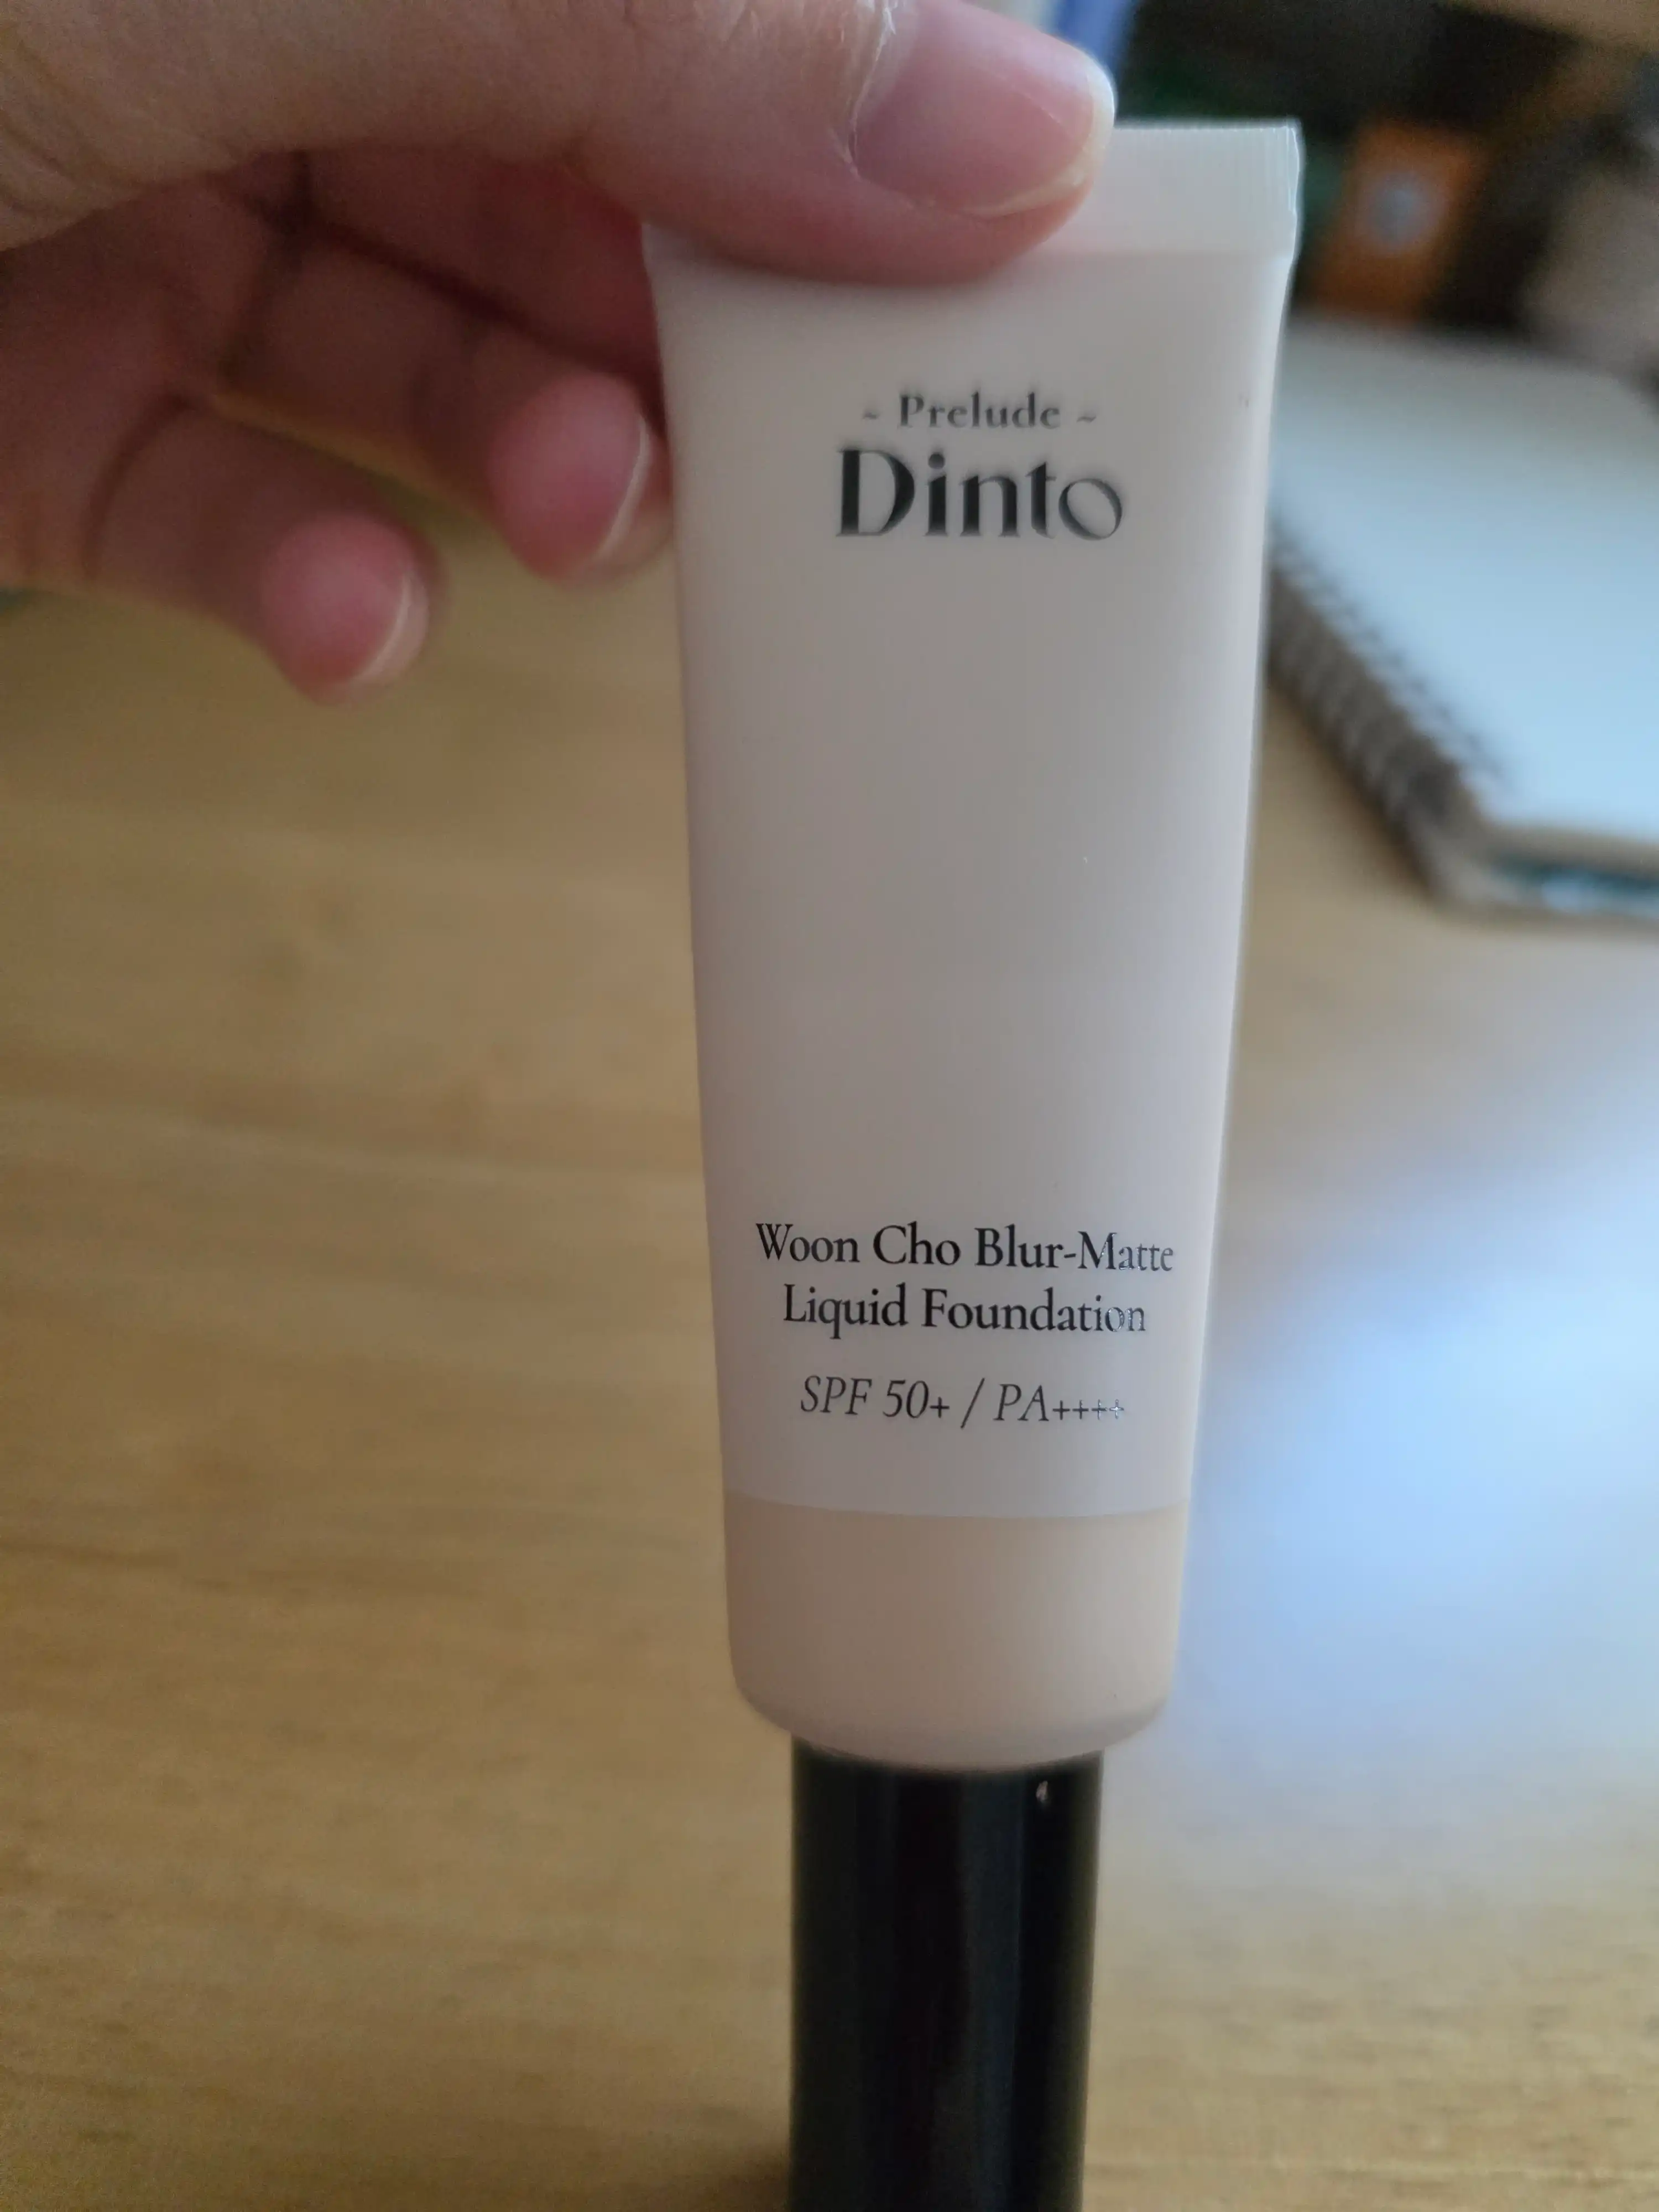 ~ Prelude ~
Dinto
Woon Cho Blur-Matte
Liquid Foundation
SPF 50+ / PA++++